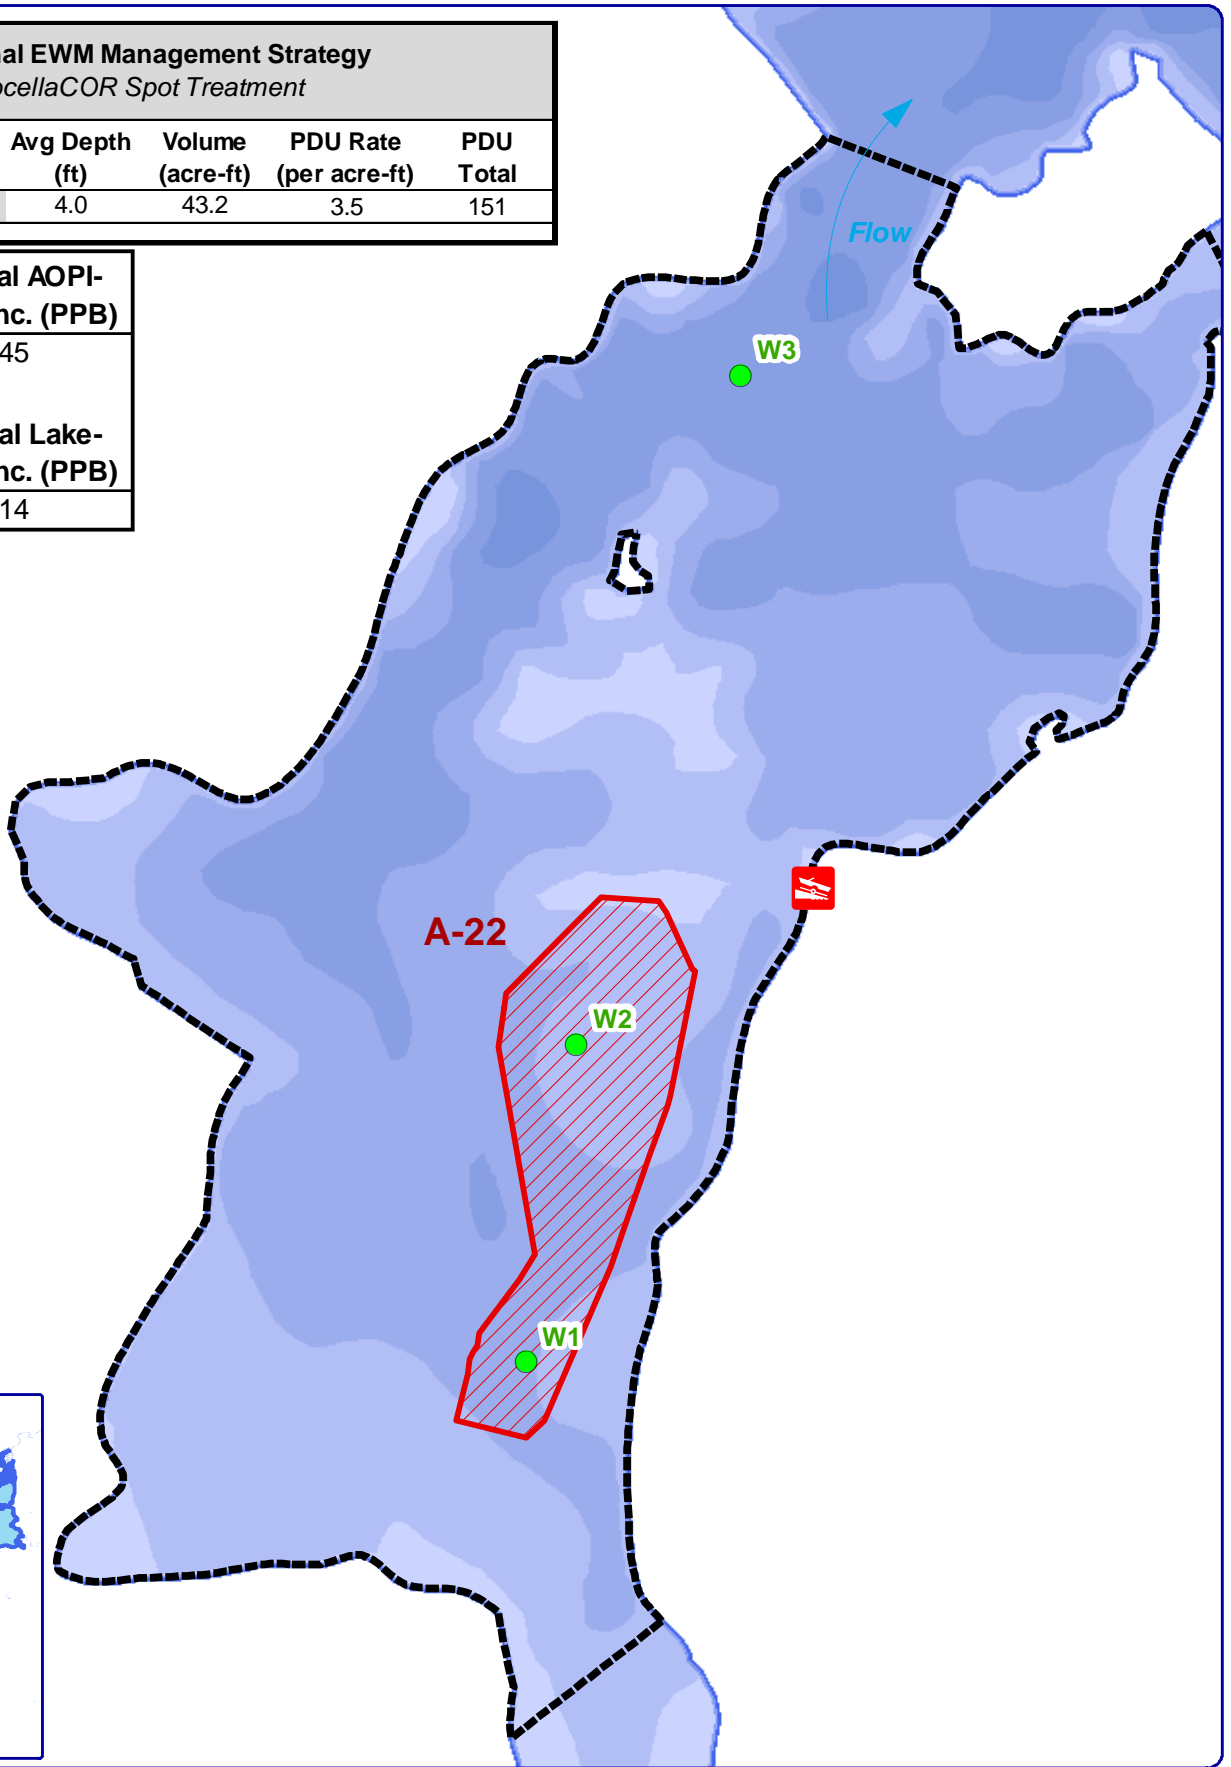 al EWM Management Strategy
ocellaCOR Spot Treatment
Avg Depth Volume PDU Rate PDU
(ft) (acre-ft) (per acre-ft) Total
4.0 43.2 3.5 151
al AOPI-
nc. (PPB)
45
al Lake-
nc. (PPB)
14
Flow
W3
A-22
W2
W1